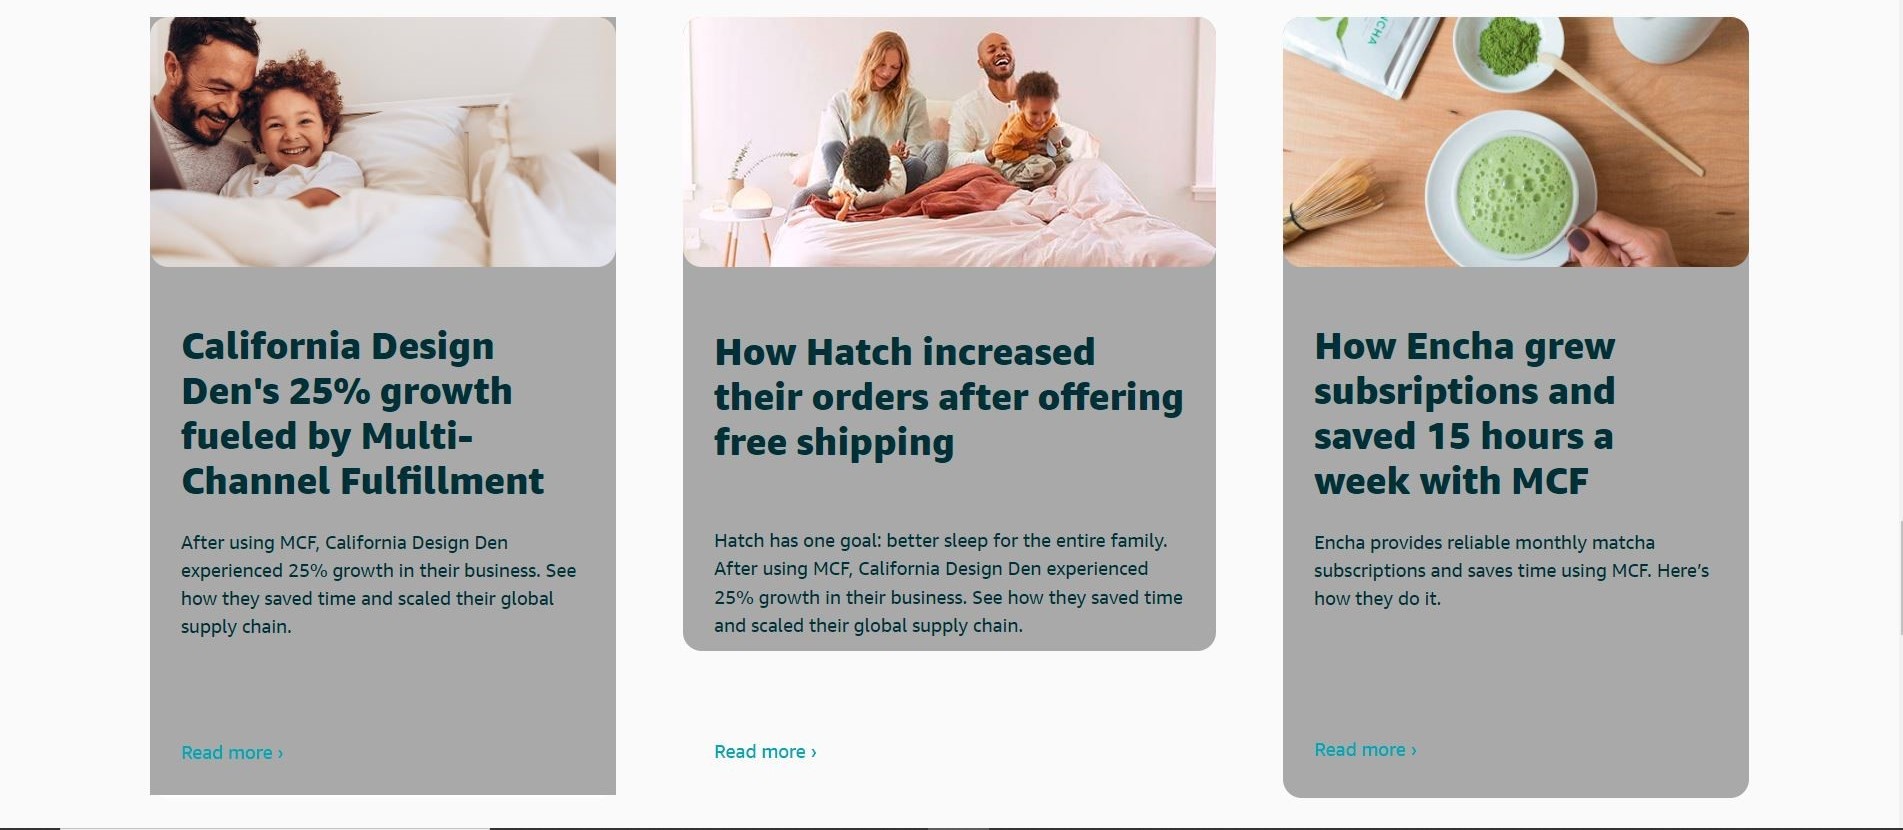 NCHA
California Design
Den's 25% growth
fueled by Multi-
Channel Fulfillment
After using MCF, California Design Den
experienced 25% growth in their business. See
how they saved time and scaled their global
supply chain.
Read more ›
How Hatch increased
their orders after offering
free shipping
Hatch has one goal: better sleep for the entire family.
After using MCF, California Design Den experienced
25% growth in their business. See how they saved time
and scaled their global supply chain.
Read more ›
How Encha grew
subsriptions and
saved 15 hours a
week with MCF
Encha provides reliable monthly matcha
subscriptions and saves time using MCF. Here’s
how they do it.
Read more ›